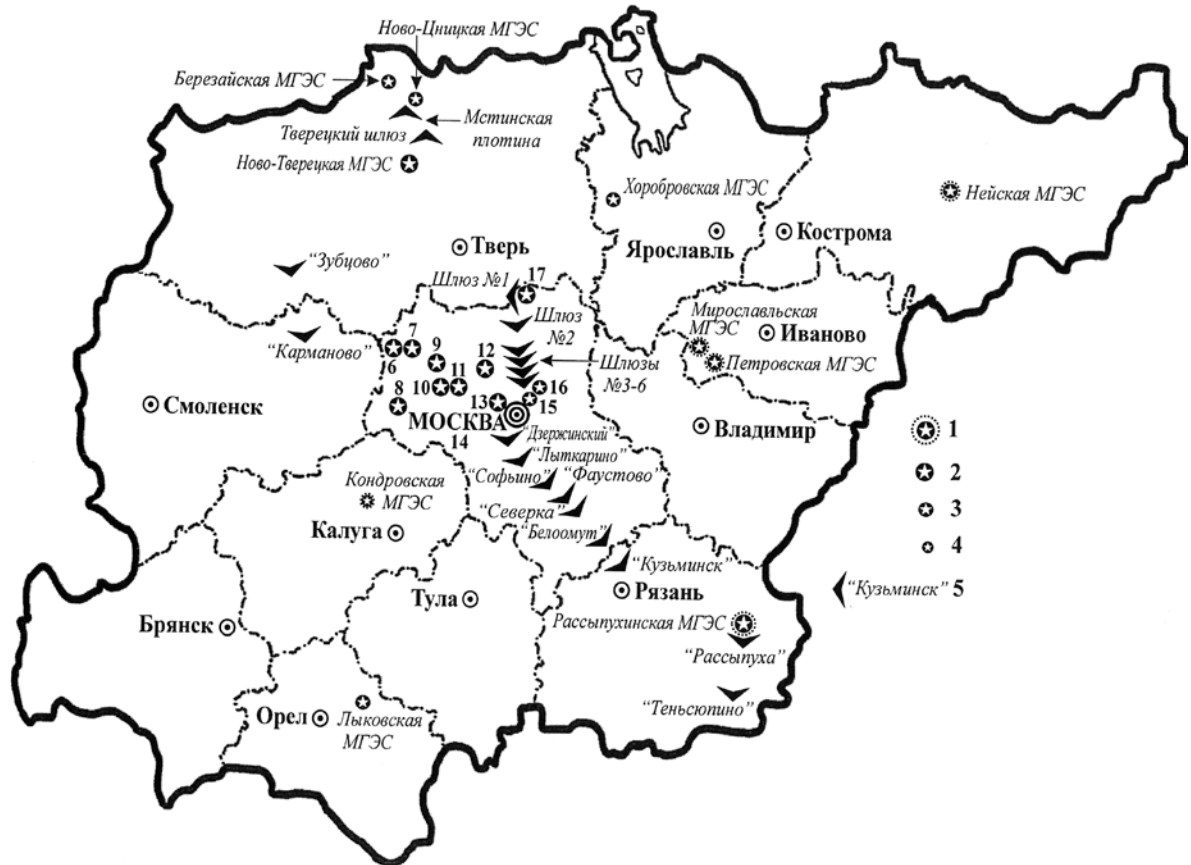 Ново-Цницкая МГЭС
Березайская МГЭС
Мстинская
плотина
Тверецкий шлюз
Ново-Тверецкая МГЭС
Хоробровская МГЭС
Нейская МГЭС
Тверь
Ярославль
Кострома
"Зубцово"
Шлюз №1
17
Шлюз
№2
Мирославльская
МГЭС
Иваново
"Карманово"
6
7
9
12
Шлюзы
№3-6
Петровская МГЭС
8
10
11
13
16
15
Смоленск
МОСКВА
14
Владимир
1
2
3
4
"Кузьминск" 5
"Дзержинский"
"Лыткарино"
"Софьино"
"Фаустово"
"Северка"
"Белоомут"
"Кузьминск"
Кондровская
МГЭС
Калуга
Тула
Рязань
Рассыпухинская МГЭС
"Рассыпуха"
"Теньсюпино"
Брянск
Орел
Лыковская
МГЭС